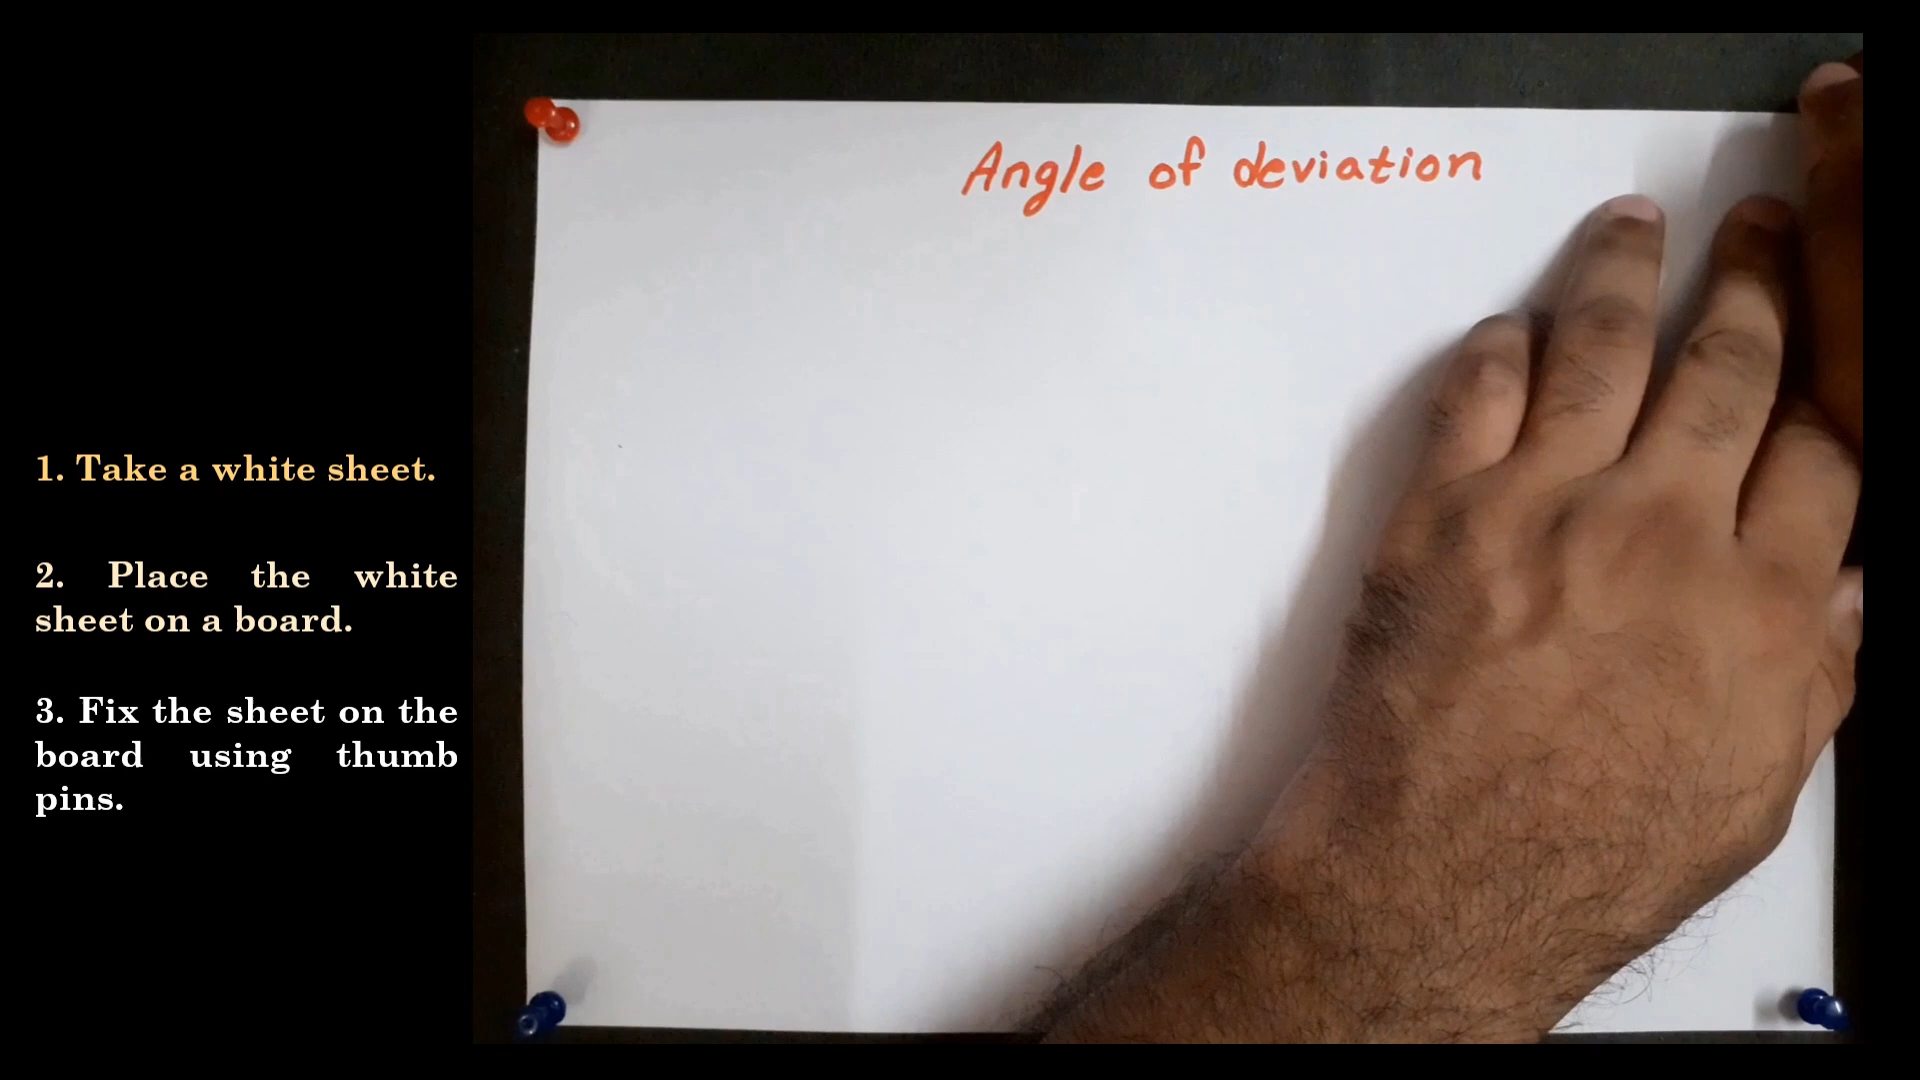 Angle of deviation
1. Take a white sheet.
2. Place the white
sheet on a board.
3. Fix the sheet on the
board using thumb
pins.